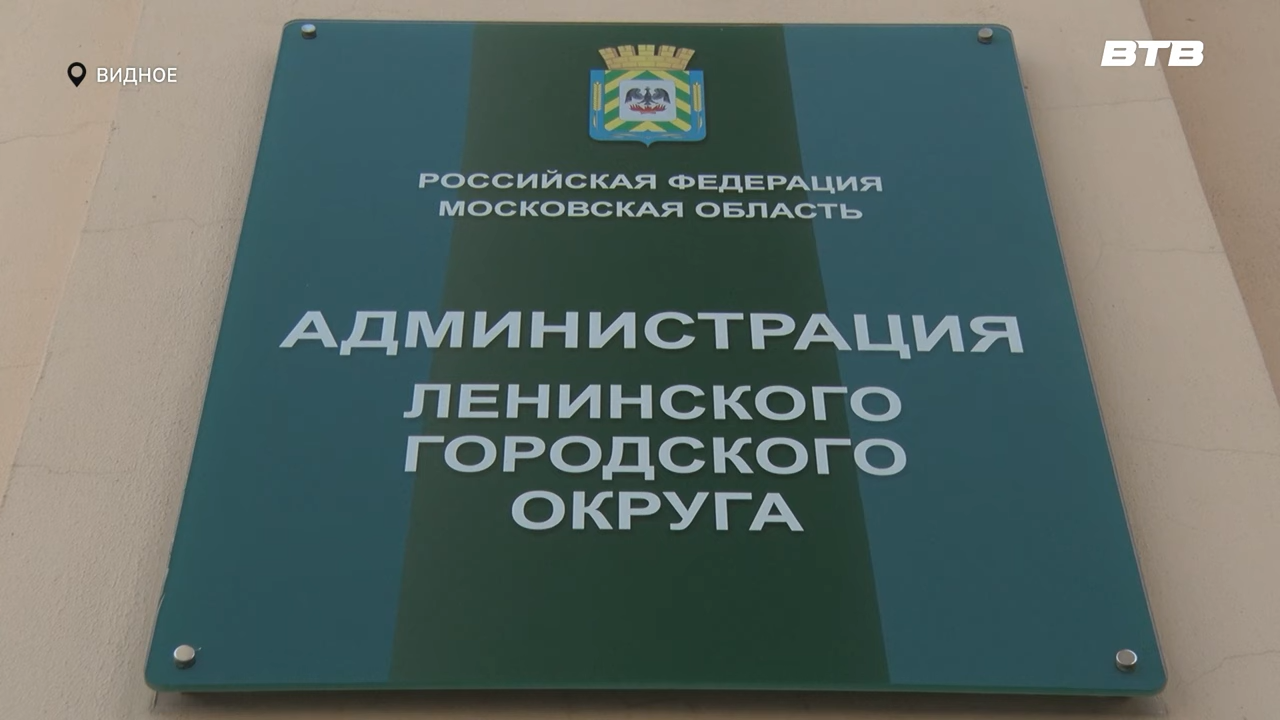 ВИДНОЕ
ВТВ
РОССИЙСКАЯ ФЕДЕРАЦИЯ
МОСКОВСКАЯ ОБЛАСТЬ
АДМИНИСТРАЦИЯ
ЛЕНИНСКОГО
ГОРОДСКОГО
ОКРУГА